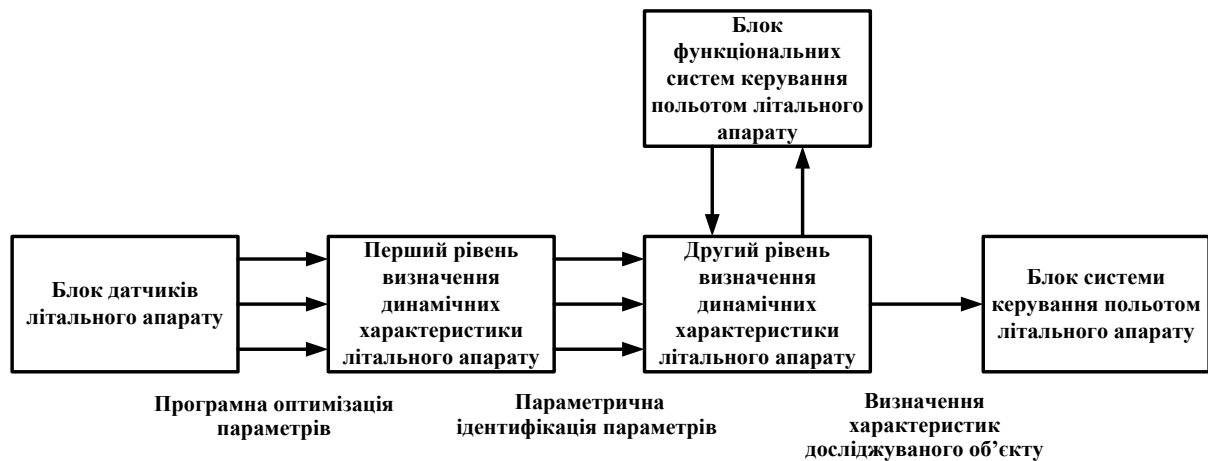 Блок
функціональних
систем керування
польотом літального
апарату
Блок датчиків
літального апарату
Перший рівень
визначення
динамічних
характеристики
літального апарату
Другий рівень
визначення
динамічних
характеристики
літального апарату
Блок системи
керування польотом
літального апарату
Програмна оптимізація
параметрів
Параметрична
ідентифікація параметрів
Визначення
характеристик
досліджуваного об’єкту